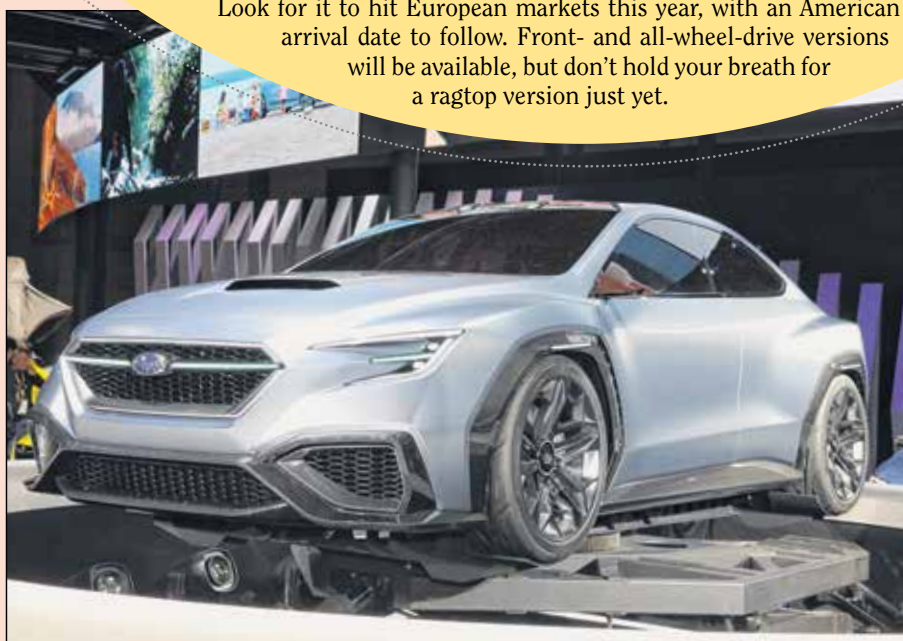 Look for it to hit European markets this year, with an American
arrival date to follow. Front- and all-wheel-drive versions
will be available, but don’t hold your breath for
a ragtop version just yet.